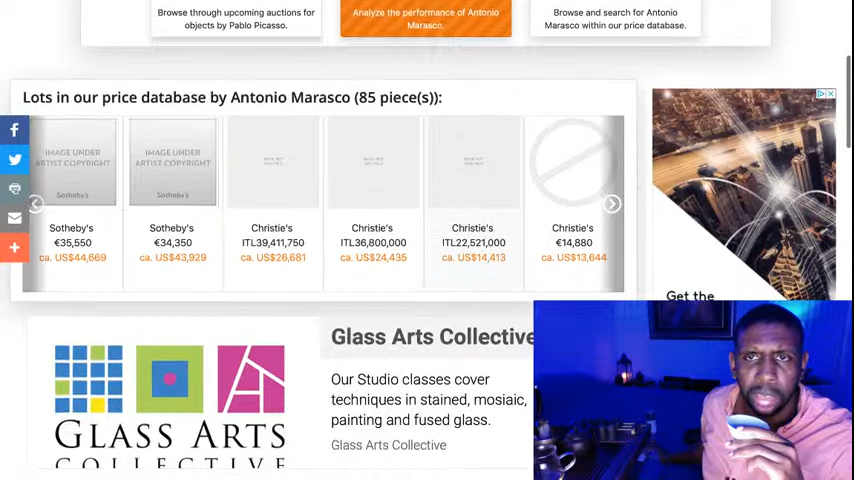 Browse through upcoming auctions for
objects by Pablo Picasso.
Analyze the performance of Antonio
Marasco.
Browse and search for Antonio
Marasco within our price database.
Lots in our price database by Antonio Marasco (85 piece(s)):
IMAGE UNDER
ARTIST COPYRIGHT
Sotheby's
IMAGE UNDER
ARTIST COPYRIGHT
Sotheby's
Sotheby's
€35,550
ca. US$44,669
Sotheby's
€34,350
ca. US$43,929
Christie's
ITL39,411,750
ca. US$26,681
Christie's
ITL36,800,000
ca. US$24,435
Christie's
ITL22,521,000
ca. US$14,413
Christie's
€14,880
ca. US$13,644
Get the
GLASS ARTS
COLLECTIVE
Glass Arts Collective
Our Studio classes cover
techniques in stained, mosaic,
painting and fused glass.
Glass Arts Collective